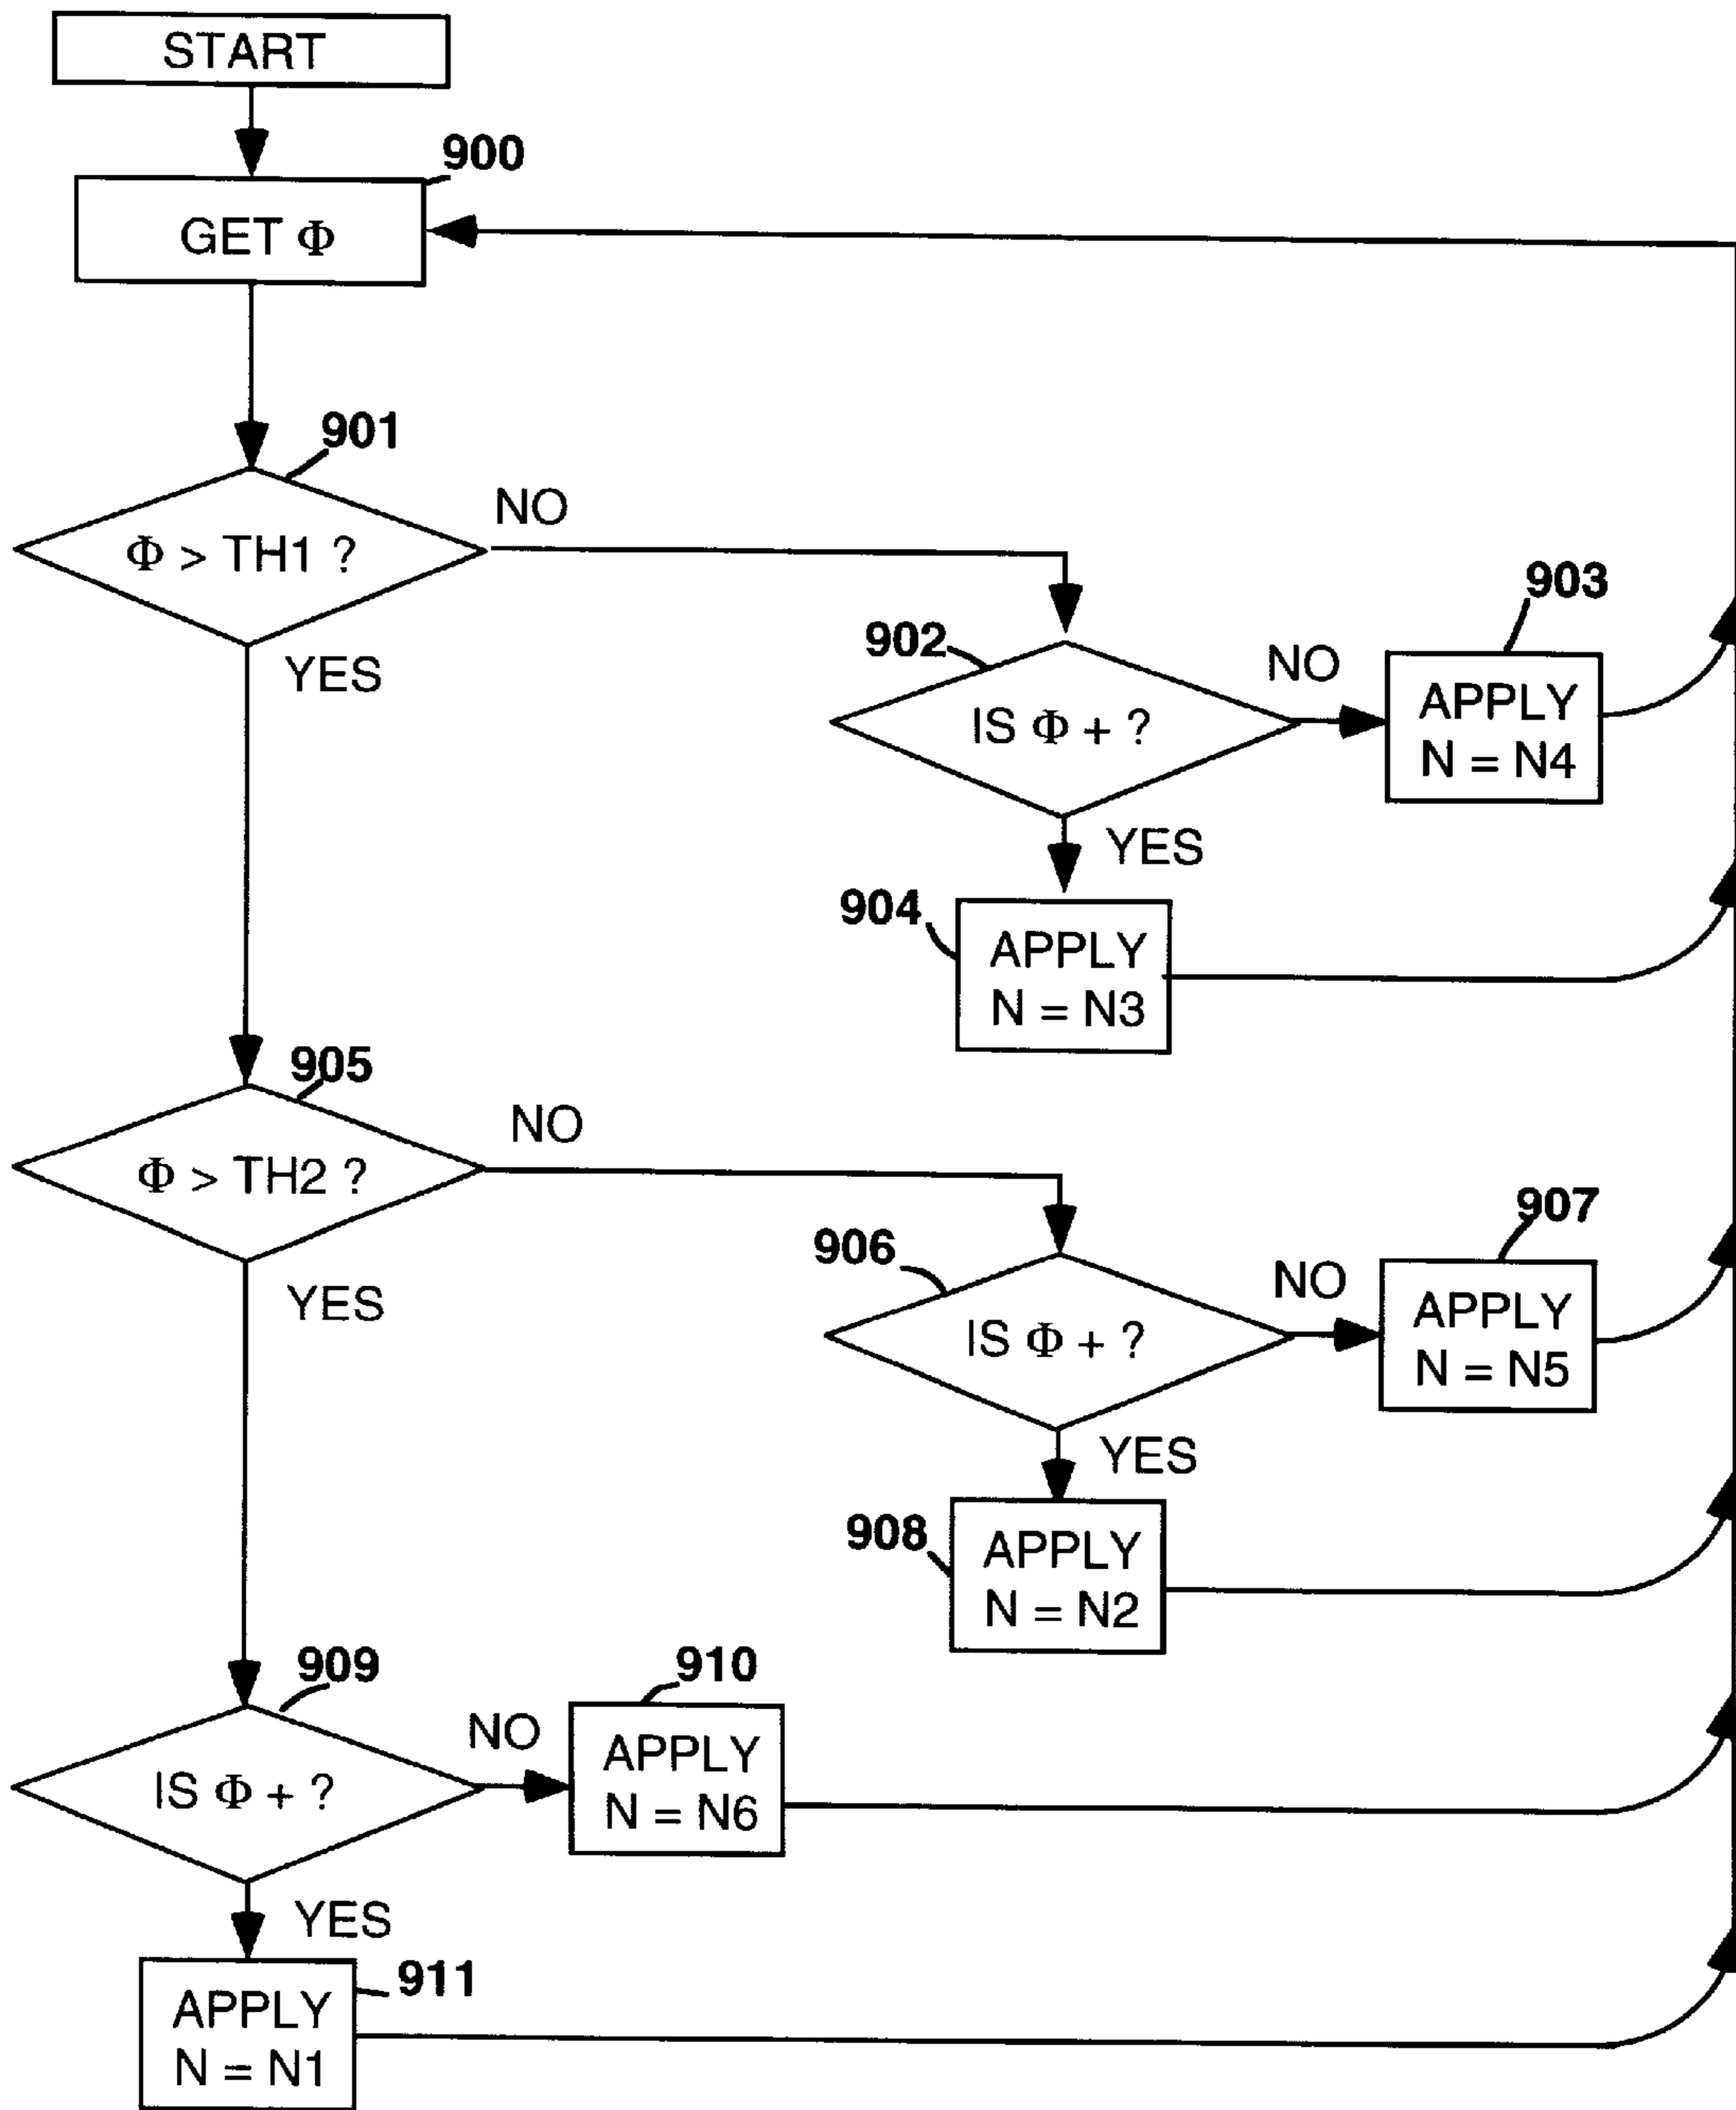 START
900
GET Φ
901
Φ > TH1 ?
NO
YES
902
IS Φ + ?
NO
903
APPLY
N = N4
YES
904
APPLY
N = N3
905
Φ > TH2 ?
NO
YES
906
IS Φ + ?
NO
907
APPLY
N = N5
YES
908
APPLY
N = N2
909
IS Φ + ?
NO
910
APPLY
N = N6
YES
911
APPLY
N = N1